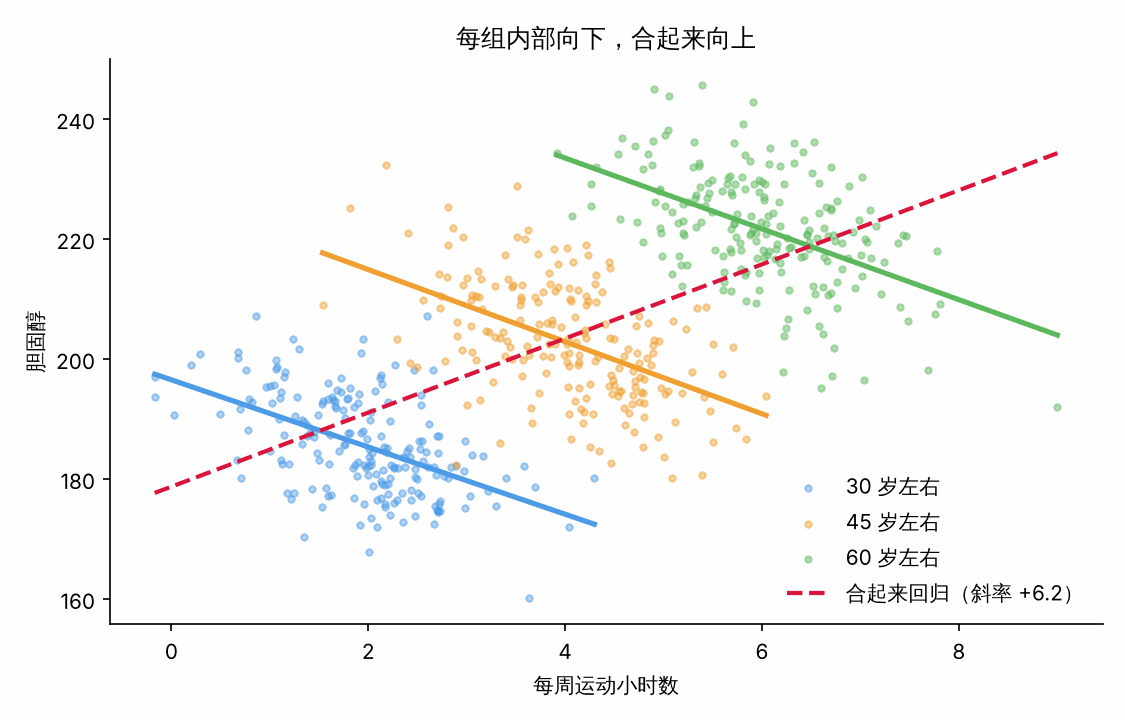 每组内部向下，合起来向上
胆固醇
240
220
200
180
160
0 2 4 6 8
每周运动小时数
30 岁左右
45 岁左右
60 岁左右
合起来回归（斜率 +6.2）